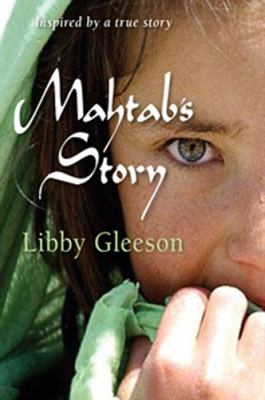 Inspired by a true story
Mahtab's
Story
Libby Gleeson